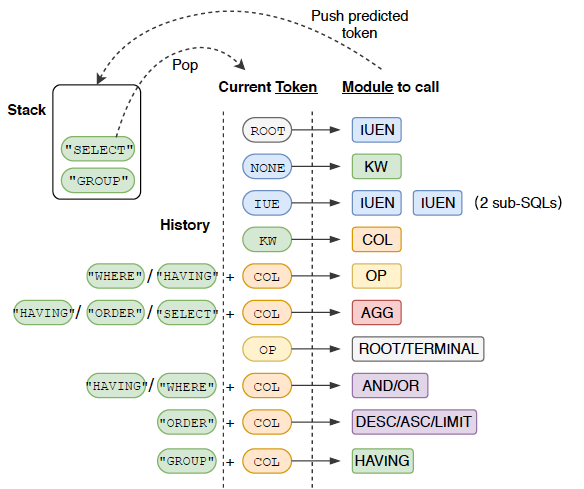 Push predicted
token
Pop
Current Token Module to call
Stack
"SELECT"
"GROUP"
ROOT IUEN
NONE KW
IUE IUEN IUEN (2 sub-SQLs)
History
KW COL
"WHERE" / "HAVING" + COL OP
"HAVING" / "ORDER" / "SELECT" + COL AGG
OP ROOT/TERMINAL
"HAVING" / "WHERE" + COL AND/OR
"ORDER" + COL DESC/ASC/LIMIT
"GROUP" + COL HAVING